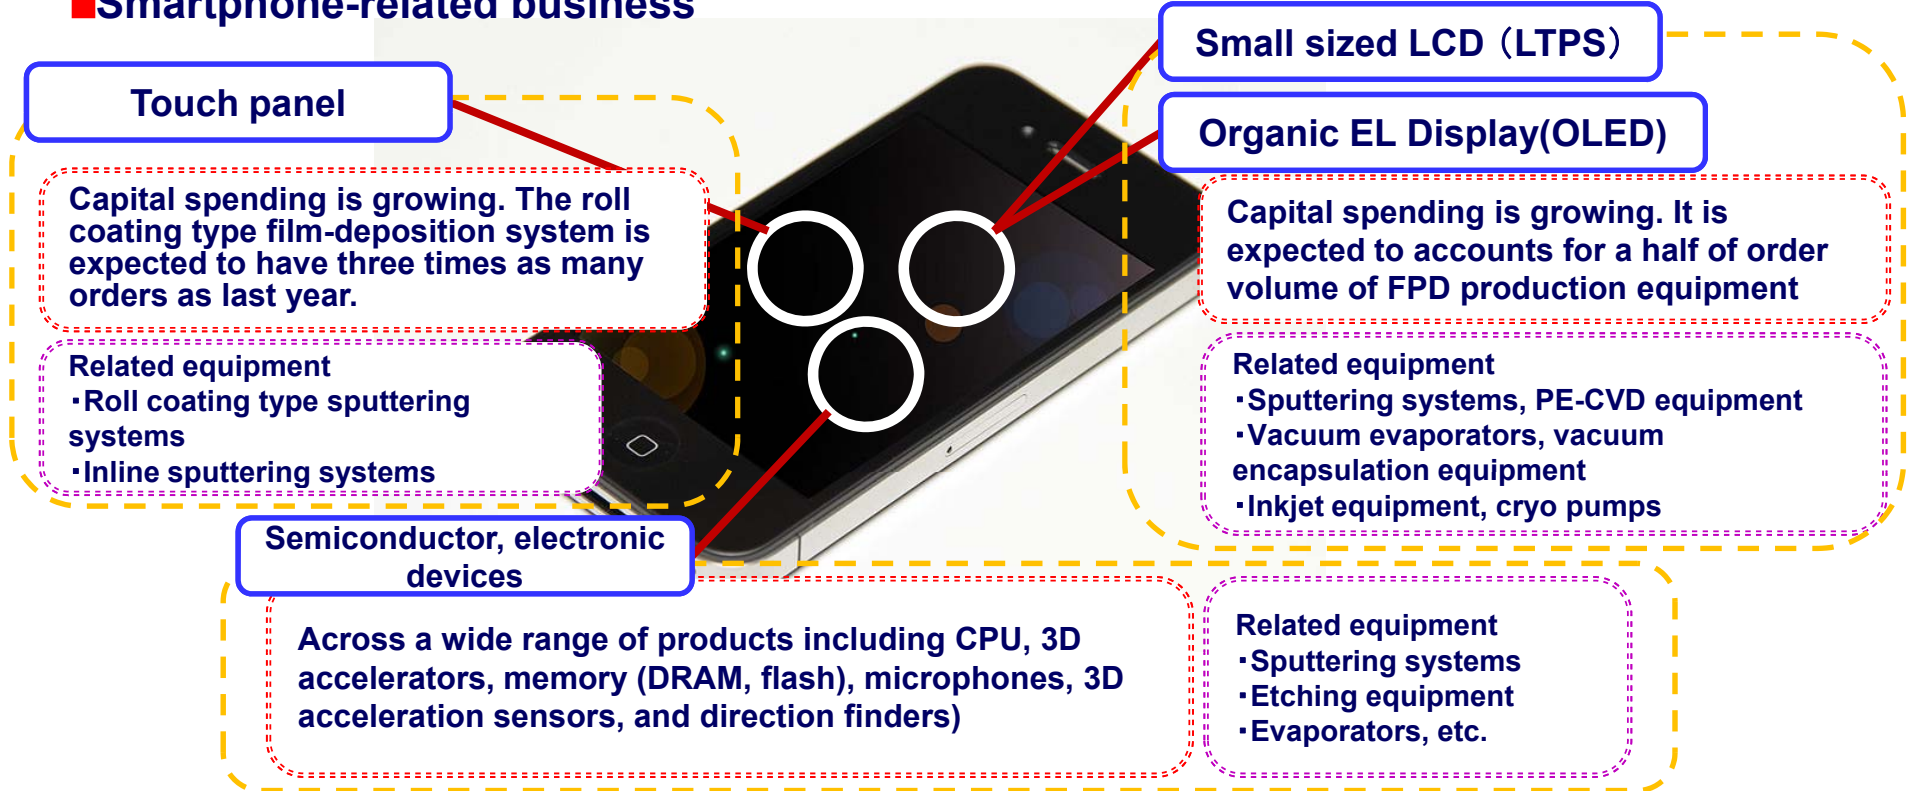 ■Smartphone-related business
Touch panel
Capital spending is growing. The roll
coating type film-deposition system is
expected to have three times as many
orders as last year.
Related equipment
・Roll coating type sputtering
systems
・Inline sputtering systems
Small sized LCD（LTPS）
Organic EL Display(OLED)
Capital spending is growing. It is
expected to accounts for a half of order
volume of FPD production equipment
Related equipment
・Sputtering systems, PE-CVD equipment
・Vacuum evaporators, vacuum
encapsulation equipment
・Inkjet equipment, cryo pumps
Semiconductor, electronic
devices
Across a wide range of products including CPU, 3D
accelerators, memory (DRAM, flash), microphones, 3D
acceleration sensors, and direction finders)
Related equipment
・Sputtering systems
・Etching equipment
・Evaporators, etc.